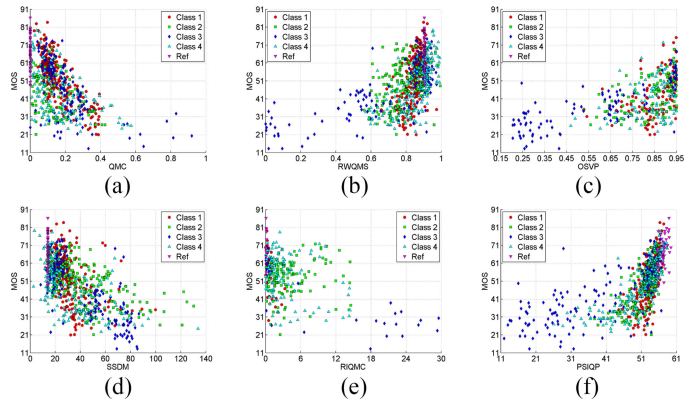 91
81
71
61
51
41
31
21
11
MOS
0 0.2 0.4 0.6 0.8 1
QMC
Class 1
Class 2
Class 3
Class 4
Ref
(a)
91
81
71
61
51
41
31
21
11
MOS
0 0.2 0.4 0.6 0.8 1
RWQMS
Class 1
Class 2
Class 3
Class 4
Ref
(b)
91
81
71
61
51
41
31
21
11
MOS
0.15 0.25 0.35 0.45 0.55 0.65 0.75 0.85 0.95
OSVP
Class 1
Class 2
Class 3
Class 4
Ref
(c)
91
81
71
61
51
41
31
21
11
MOS
0 20 40 60 80 100 120 140
SSDM
Class 1
Class 2
Class 3
Class 4
Ref
(d)
91
81
71
61
51
41
31
21
11
MOS
0 6 12 18 24 30
RIQMC
Class 1
Class 2
Class 3
Class 4
Ref
(e)
91
81
71
61
51
41
31
21
11
MOS
11 21 31 41 51 61
PSIQP
Class 1
Class 2
Class 3
Class 4
Ref
(f)